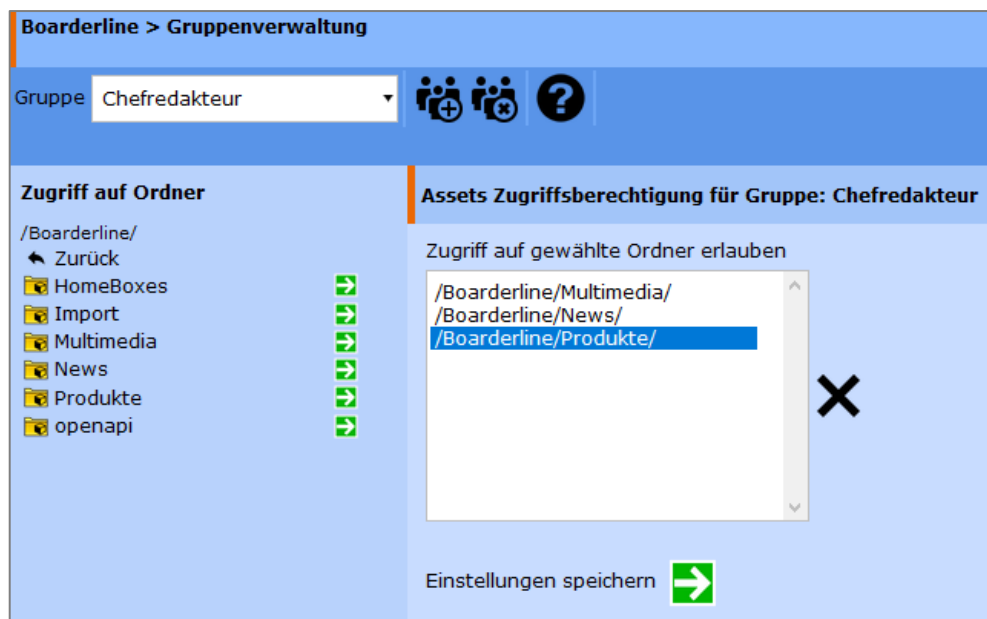 Boarderline > Gruppenverwaltung
Gruppe Chefredakteur
Zugriff auf Ordner
/Boarderline/
Zurück
HomeBoxes
Import
Multimedia
News
Produkte
openapi
Assets Zugriffsberechtigung für Gruppe: Chefredakteur
Zugriff auf gewählte Ordner erlauben
/Boarderline/Multimedia/
/Boarderline/News/
/Boarderline/Produkte/
Einstellungen speichern